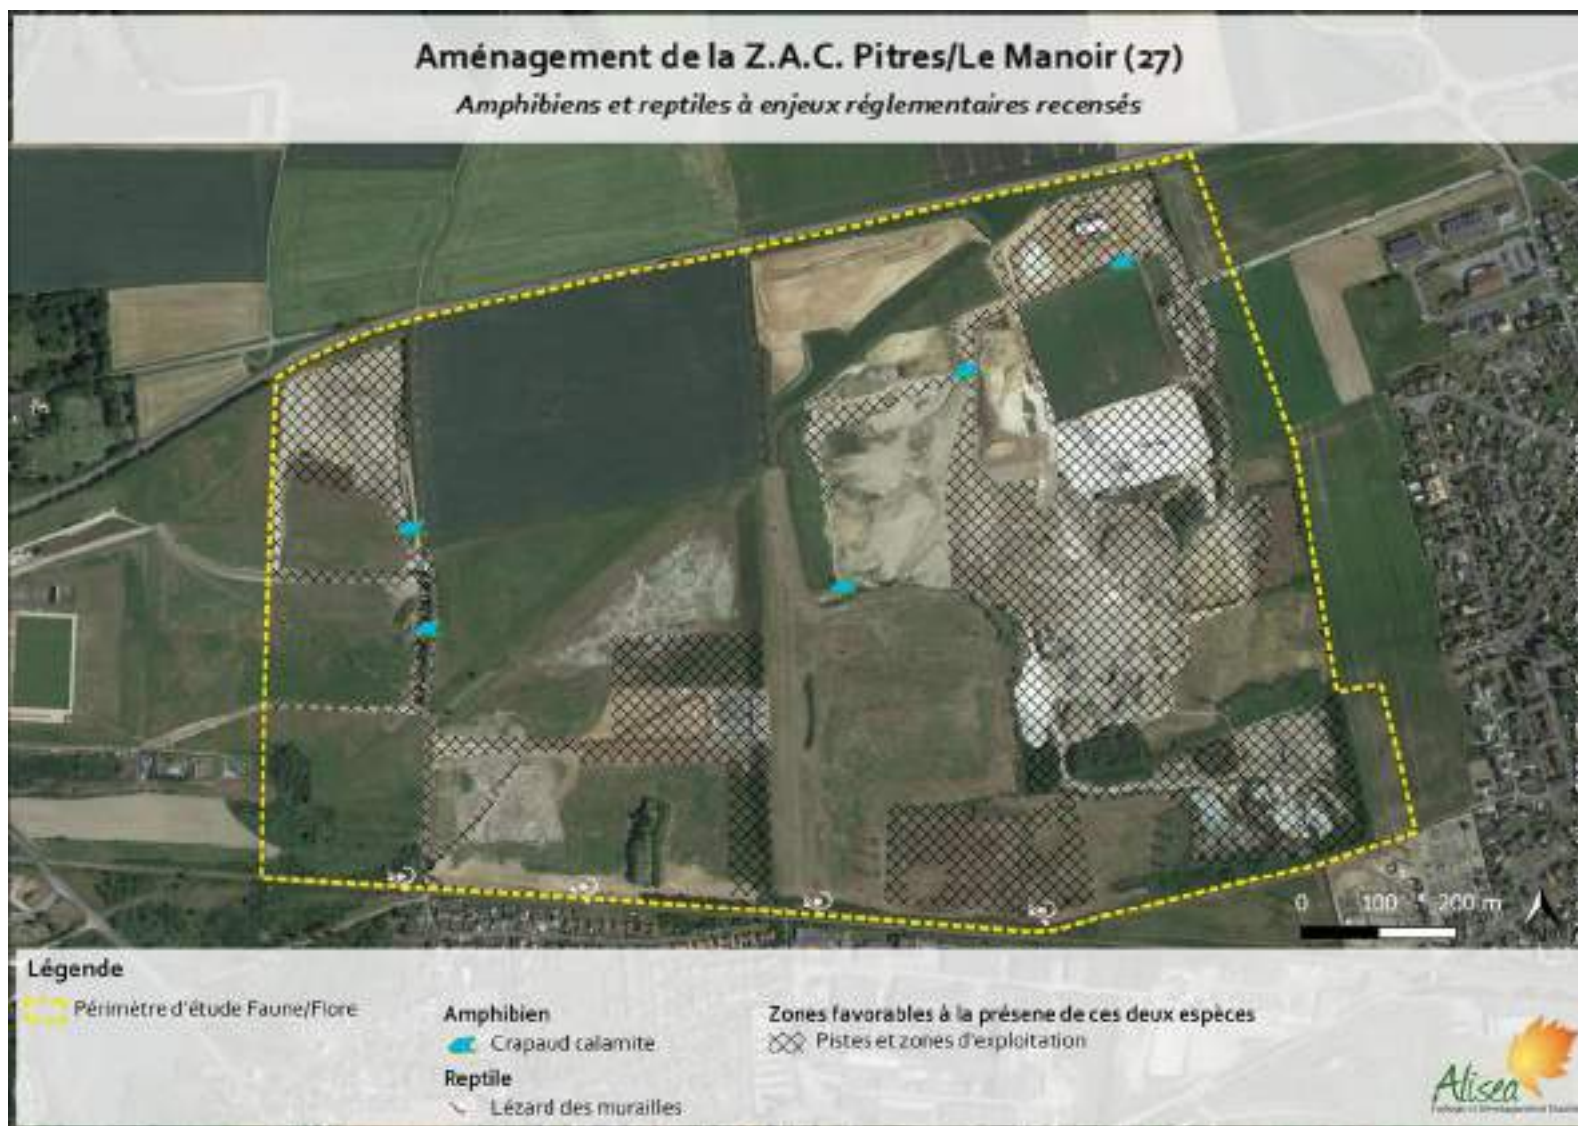 Aménagement de la Z.A.C. Pitres/Le Manoir (27)
Amphibiens et reptiles à enjeux réglementaires recensés
0 100 200 m
Légende
Périmètre d'étude Faune/Flore
Amphibien
Crapaud calamite
Reptile
Lézard des murailles
Zones favorables à la présene de ces deux espèces
Pistes et zones d'exploitation
Alisea